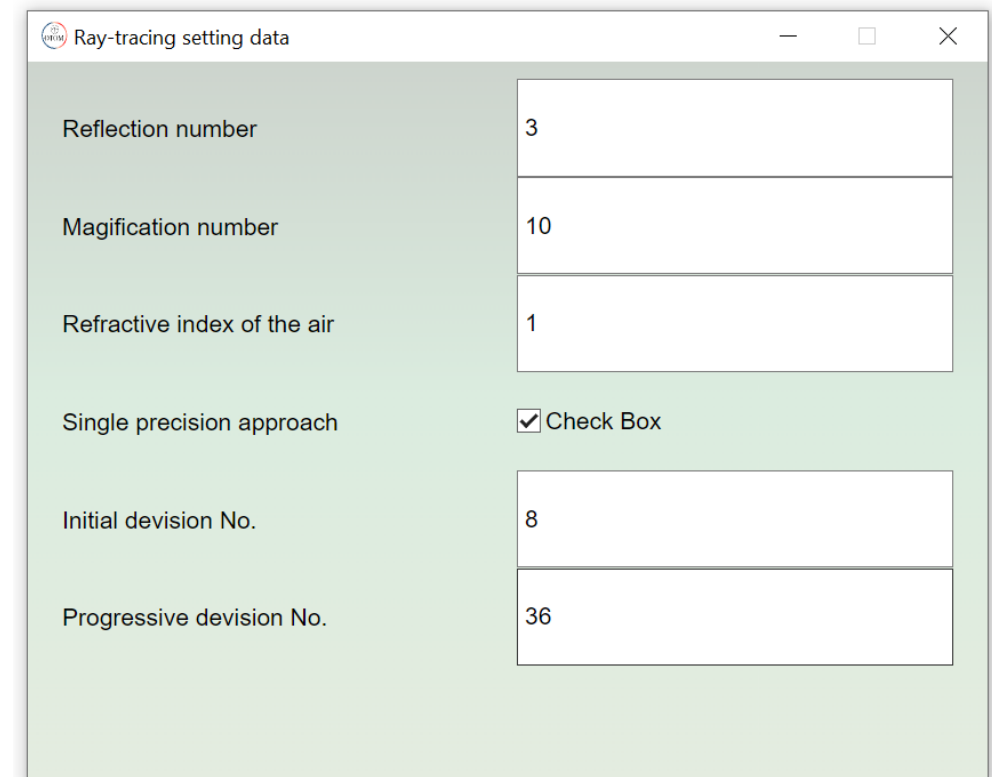 Ray-tracing setting data
Reflection number
3
Magification number
10
Refractive index of the air
1
Single precision approach
Check Box
Initial devision No.
8
Progressive devision No.
36